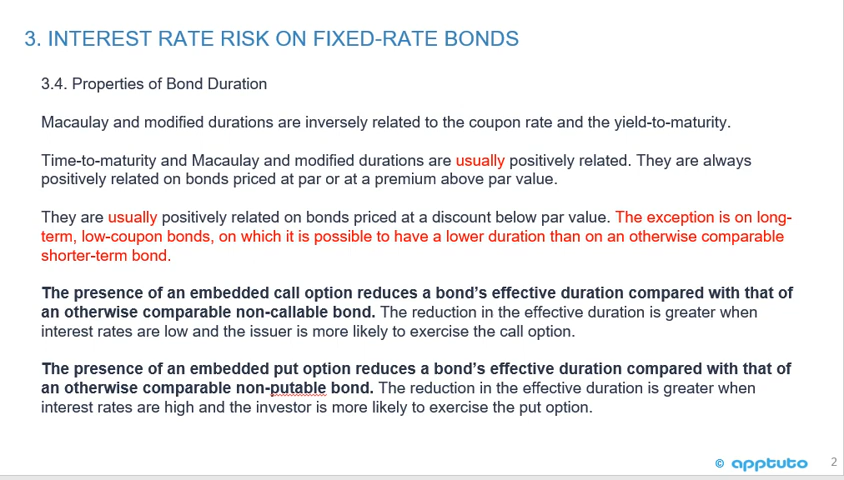 3. INTEREST RATE RISK ON FIXED-RATE BONDS
3.4. Properties of Bond Duration
Macaulay and modified durations are inversely related to the coupon rate and the yield-to-maturity.
Time-to-maturity and Macaulay and modified durations are usually positively related. They are always
positively related on bonds priced at par or at a premium above par value.
They are usually positively related on bonds priced at a discount below par value. The exception is on long-
term, low-coupon bonds, on which it is possible to have a lower duration than on an otherwise comparable
shorter-term bond.
The presence of an embedded call option reduces a bond's effective duration compared with that of
an otherwise comparable non-callable bond. The reduction in the effective duration is greater when
interest rates are low and the issuer is more likely to exercise the call option.
The presence of an embedded put option reduces a bond's effective duration compared with that of
an otherwise comparable non-putable bond. The reduction in the effective duration is greater when
interest rates are high and the investor is more likely to exercise the put option.
© apptuto
2